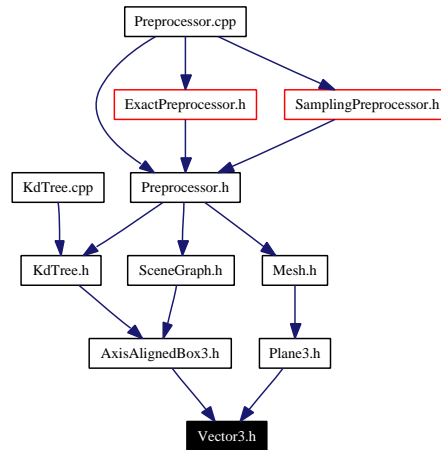 Preprocessor.cpp
ExactPreprocessor.h
SamplingPreprocessor.h
KdTree.cpp
Preprocessor.h
KdTree.h
SceneGraph.h
Mesh.h
AxisAlignedBox3.h
Plane3.h
Vector3.h